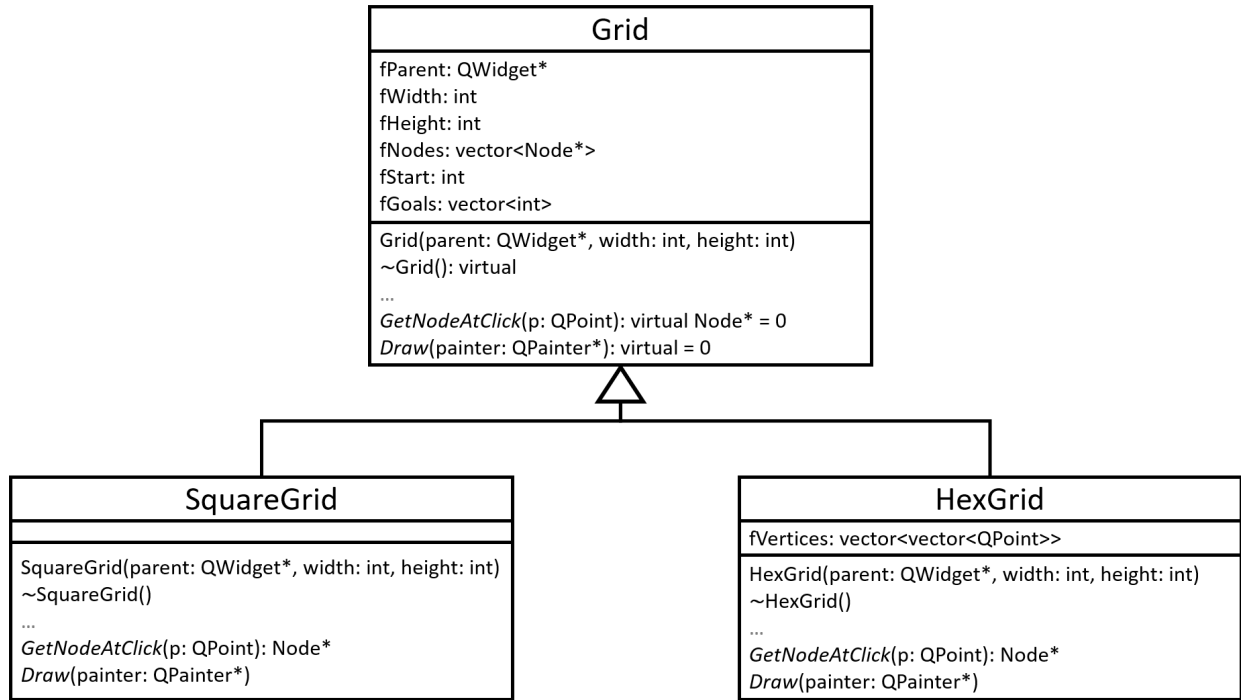 Grid
fParent: QWidget*
fWidth: int
fHeight: int
fNodes: vector<Node*>
fStart: int
fGoals: vector<int>
Grid(parent: QWidget*, width: int, height: int)
~Grid(): virtual
...
GetNodeAtClick(p: QPoint): virtual Node* = 0
Draw(painter: QPainter*): virtual = 0
SquareGrid
SquareGrid(parent: QWidget*, width: int, height: int)
~SquareGrid()
...
GetNodeAtClick(p: QPoint): Node*
Draw(painter: QPainter*)
HexGrid
fVertices: vector<vector<QPoint>>
HexGrid(parent: QWidget*, width: int, height: int)
~HexGrid()
...
GetNodeAtClick(p: QPoint): Node*
Draw(painter: QPainter*)